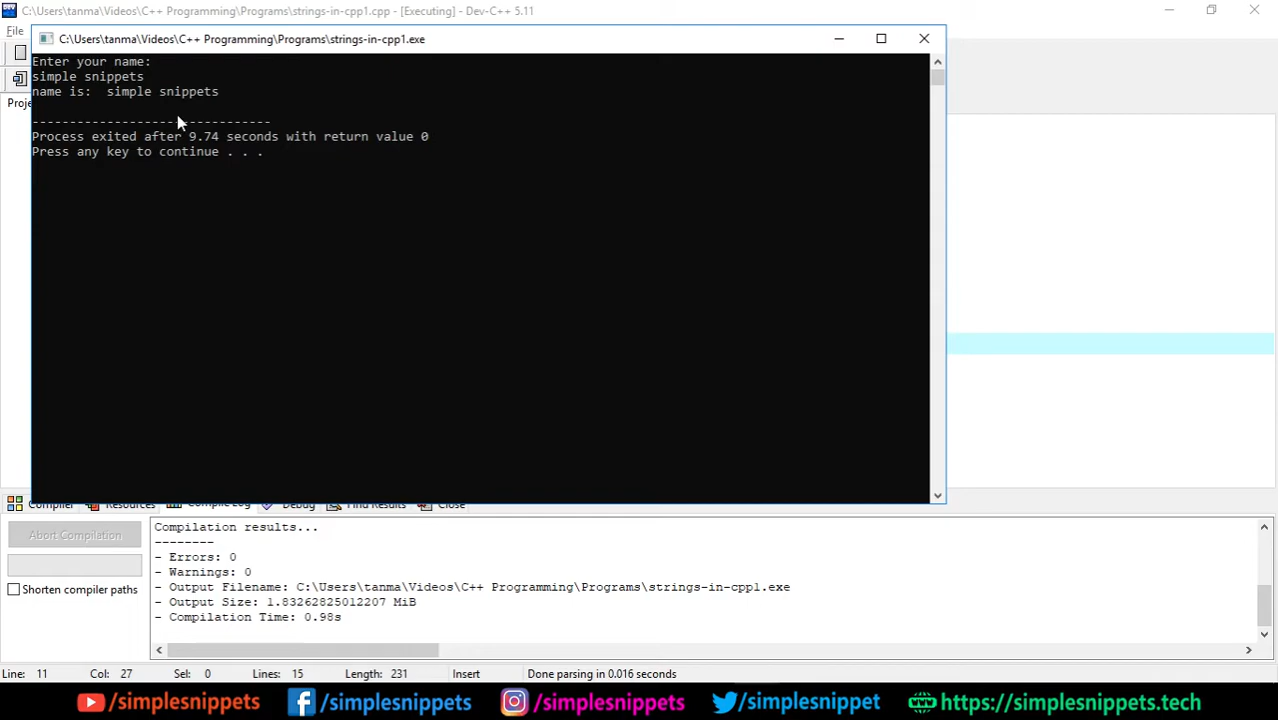 C:\Users\tanma\Videos\C++ Programming\Programs\strings-in-cpp1.cpp - [Executing] - Dev-C++ 5.11
File
C:\Users\tanma\Videos\C++ Programming\Programs\strings-in-cpp1.exe
Enter your name:
simple snippets
name is:  simple snippets
Proje
--------------------------------
Process exited after 9.74 seconds with return value 0
Press any key to continue . . .
Compiler Resources Compile Log Debug Find Results Close
Abort Compilation
Shorten compiler paths
Compilation results...
--------
- Errors: 0
- Warnings: 0
- Output Filename: C:\Users\tanma\Videos\C++ Programming\Programs\strings-in-cpp1.exe
- Output Size: 1.83262825012207 MiB
- Compilation Time: 0.98s
Line: 11 Col: 27 Sel: 0 Lines: 15 Length: 231 Insert Done parsing in 0.016 seconds
/simplesnippets /simplesnippets /simplesnippets /simplesnippets https://simplesnippets.tech